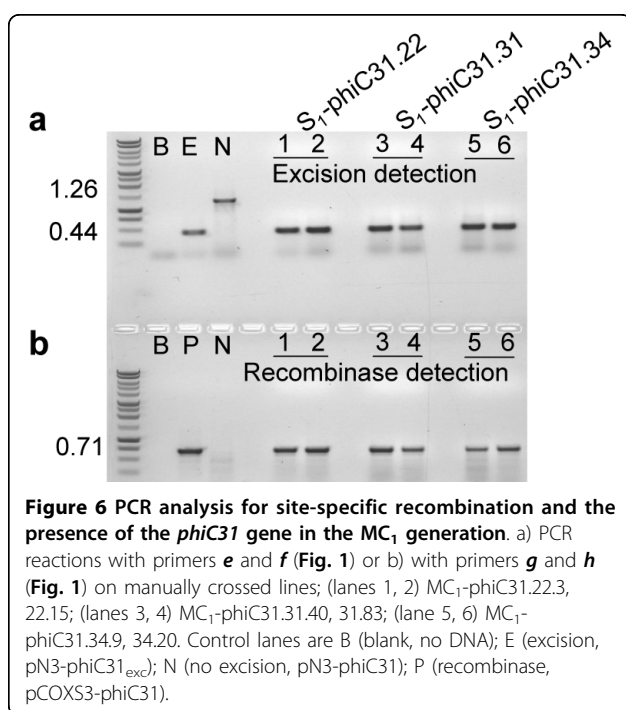 S₁-phiC31.22 S₁-phiC31.31 S₁-phiC31.34
a
B E N 1 2 3 4 5 6
Excision detection
1.26
0.44
b
B P N 1 2 3 4 5 6
Recombinase detection
0.71
Figure 6 PCR analysis for site-specific recombination and the
presence of the phiC31 gene in the MC₁ generation. a) PCR
reactions with primers e and f (Fig. 1) or b) with primers g and h
(Fig. 1) on manually crossed lines; (lanes 1, 2) MC₁-phiC31.22.3,
22.15; (lanes 3, 4) MC₁-phiC31.31.40, 31.83; (lane 5, 6) MC₁-
phiC31.34.9, 34.20. Control lanes are B (blank, no DNA); E (excision,
pN3-phiC31exc); N (no excision, pN3-phiC31); P (recombinase,
pCOXS3-phiC31).